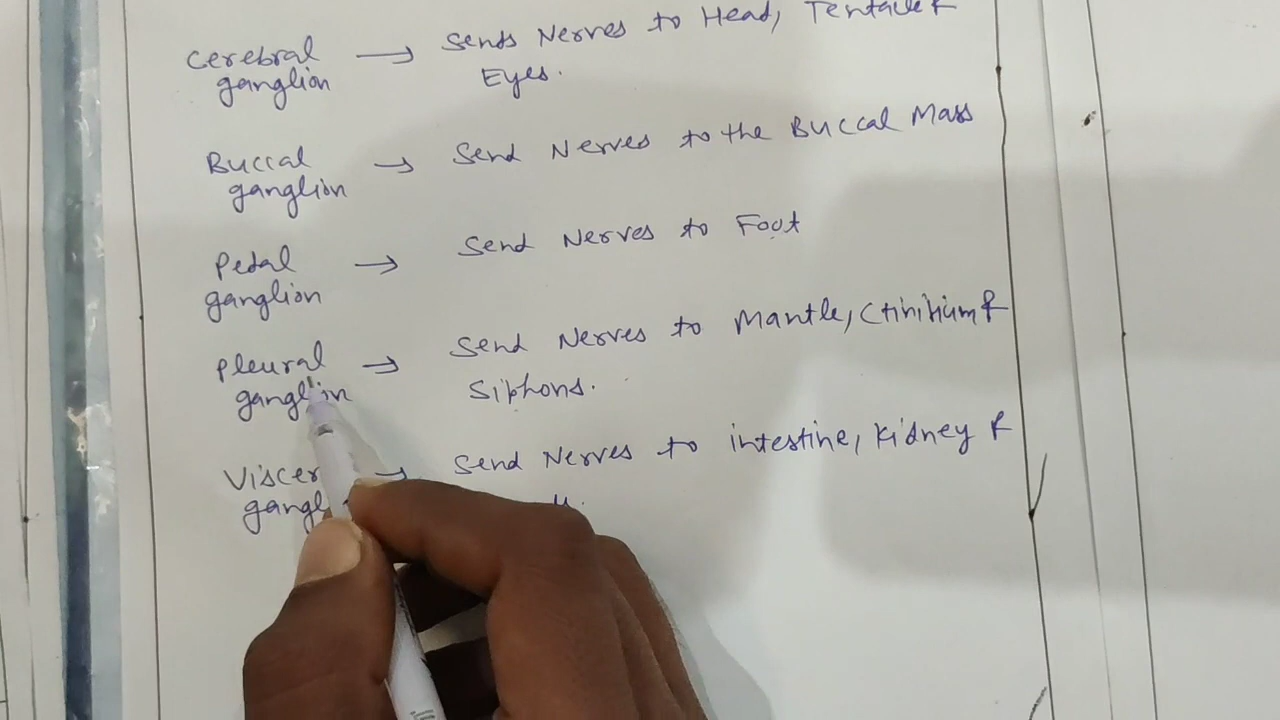 Cerebral ganglion → Sends Nerves to Head, Tentacle &
Eyes.
Buccal ganglion → Send Nerves to the Buccal Mass
Pedal ganglion → Send Nerves to Foot
Pleural ganglion → Send Nerves to Mantle, &
Siphons.
→ Send Nerves to intestine, Kidney &